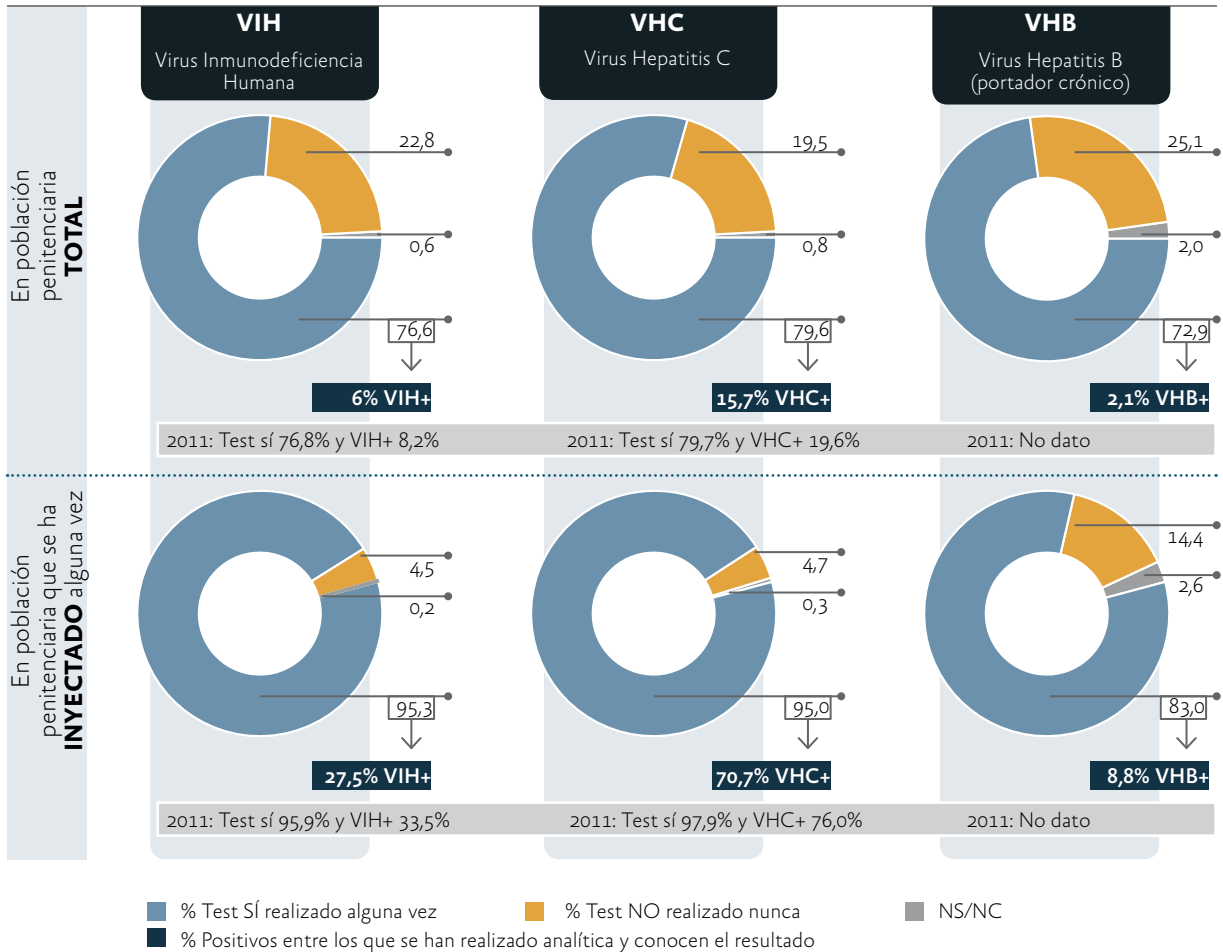 VIH
Virus Inmunodeficiencia
Humana
VHC
Virus Hepatitis C
VHB
Virus Hepatitis B
(portador crónico)
En población
penitenciaria
TOTAL
22,8
0,6
76,6
6% VIH+
19,5
0,8
79,6
15,7% VHC+
25,1
2,0
72,9
2,1% VHB+
2011: Test sí 76,8% y VIH+ 8,2%
2011: Test sí 79,7% y VHC+ 19,6%
2011: No dato
En población
penitenciaria que se ha
INYECTADO alguna vez
4,5
0,2
95,3
27,5% VIH+
4,7
0,3
95,0
70,7% VHC+
14,4
2,6
83,0
8,8% VHB+
2011: Test sí 95,9% y VIH+ 33,5%
2011: Test sí 97,9% y VHC+ 76,0%
2011: No dato
% Test SÍ realizado alguna vez
% Test NO realizado nunca
NS/NC
% Positivos entre los que se han realizado analítica y conocen el resultado